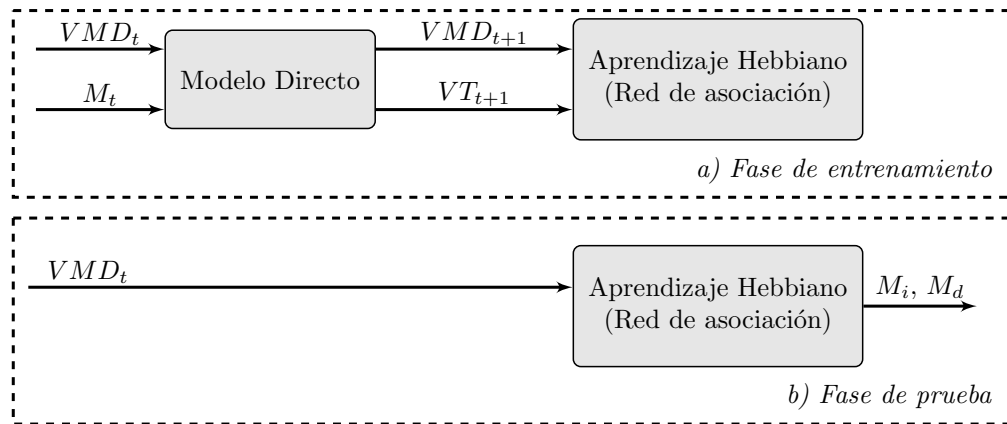 VMD_t
M_t
Modelo Directo
VMD_{t+1}
VT_{t+1}
Aprendizaje Hebbiano
(Red de asociación)
a) Fase de entrenamiento
VMD_t
Aprendizaje Hebbiano
(Red de asociación)
M_i, M_d
b) Fase de prueba